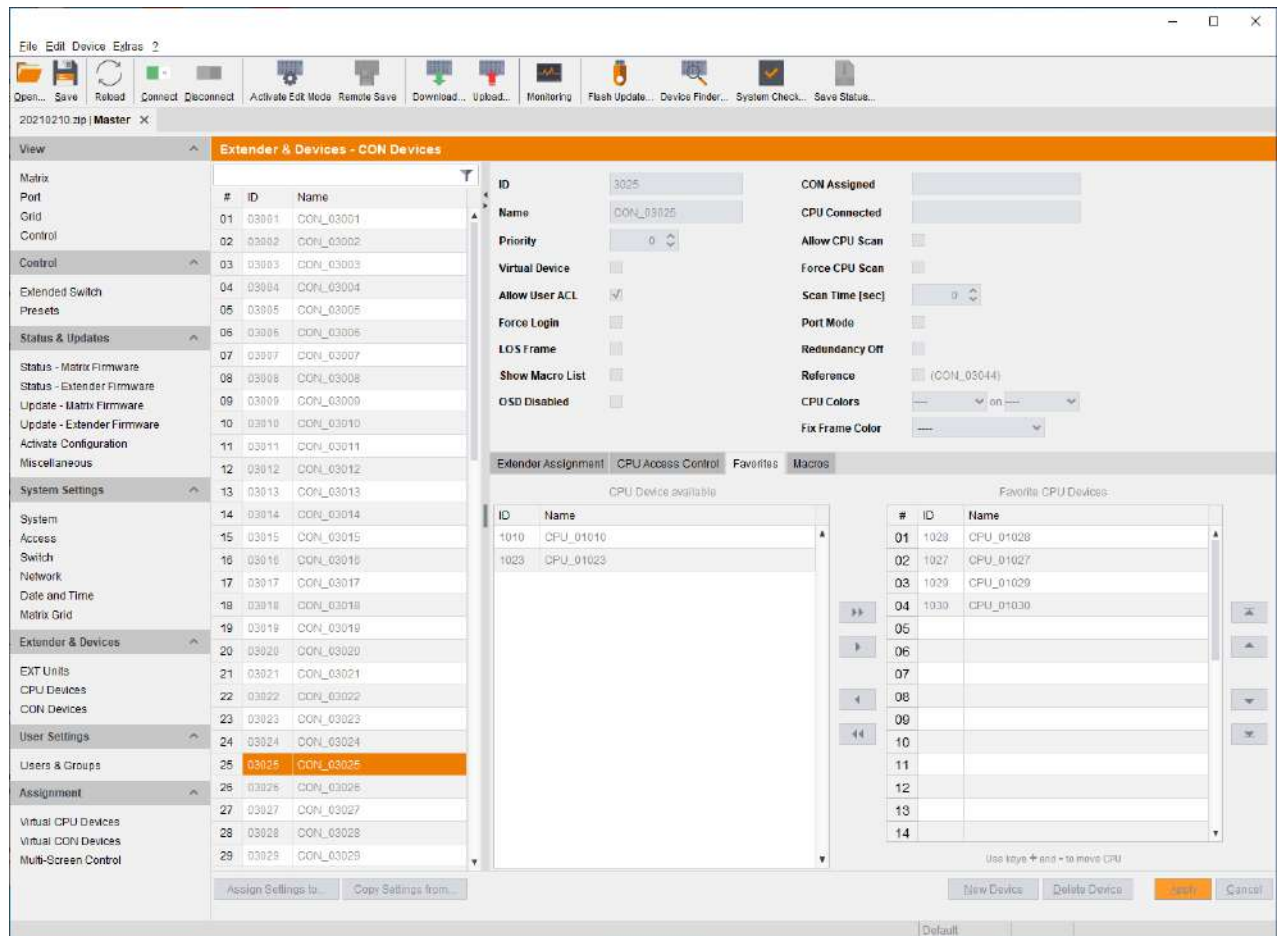 File Edit Device Extras ?
Open... Save Reload Connect Disconnect Activate Edit Mode Remote Save Download... Upload... Monitoring Flash Update... Device Finder... System Check... Save Status...
20210210.zip | Master ×
View
Matrix
Port
Grid
Control
Control
Extended Switch
Presets
Status & Updates
Status - Matrix Firmware
Status - Extender Firmware
Update - Matrix Firmware
Update - Extender Firmware
Activate Configuration
Miscellaneous
System Settings
System
Access
Switch
Network
Date and Time
Matrix Grid
Extender & Devices
EXT Units
CPU Devices
CON Devices
User Settings
Users & Groups
Assignment
Virtual CPU Devices
Virtual CON Devices
Multi-Screen Control
Extender & Devices - CON Devices
# ID Name
01 03001 CON_03001
02 03002 CON_03002
03 03003 CON_03003
04 03004 CON_03004
05 03005 CON_03005
06 03006 CON_03006
07 03007 CON_03007
08 03008 CON_03008
09 03009 CON_03009
10 03010 CON_03010
11 03011 CON_03011
12 03012 CON_03012
13 03013 CON_03013
14 03014 CON_03014
15 03015 CON_03015
16 03016 CON_03016
17 03017 CON_03017
18 03018 CON_03018
19 03019 CON_03019
20 03020 CON_03020
21 03021 CON_03021
22 03022 CON_03022
23 03023 CON_03023
24 03024 CON_03024
25 03025 CON_03025
26 03026 CON_03026
27 03027 CON_03027
28 03028 CON_03028
29 03029 CON_03029
Assign Settings to... Copy Settings from...
ID 3025 CON Assigned
Name CON_03025 CPU Connected
Priority 0 Allow CPU Scan
Virtual Device Force CPU Scan
Allow User ACL Scan Time [sec] 0
Force Login Port Mode
LOS Frame Redundancy Off
Show Macro List Reference (CON_03044)
OSD Disabled CPU Colors ---- on ----
Fix Frame Color ----
Extender Assignment CPU Access Control Favorites Macros
CPU Device available
ID Name
1010 CPU_01010
1023 CPU_01023
Favorite CPU Devices
# ID Name
01 1028 CPU_01028
02 1027 CPU_01027
03 1029 CPU_01029
04 1030 CPU_01030
05
06
07
08
09
10
11
12
13
14
Use keys + and - to move CPU
New Device Delete Device Apply Cancel
Default